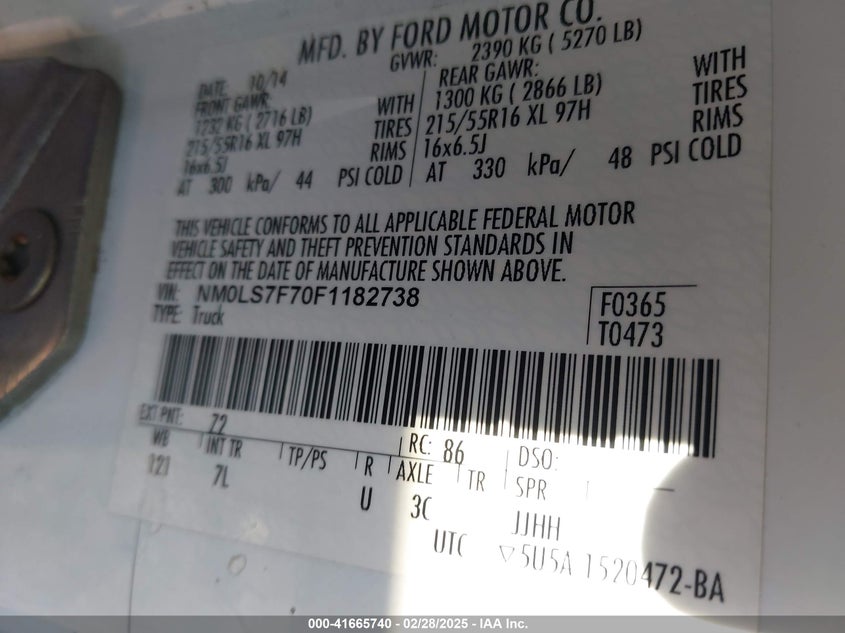 MFD. BY FORD MOTOR CO.
DATE: 10/14 GVWR: 2390 KG ( 5270 LB)
FRONT GAWR: REAR GAWR: WITH
1232 KG ( 2716 LB) WITH 1300 KG ( 2866 LB) TIRES
215/55R16 XL 97H TIRES 215/55R16 XL 97H RIMS
16x6.5J RIMS 16x6.5J
AT 300 kPa/ 44 PSI COLD AT 330 kPa/ 48 PSI COLD
THIS VEHICLE CONFORMS TO ALL APPLICABLE FEDERAL MOTOR
VEHICLE SAFETY AND THEFT PREVENTION STANDARDS IN
EFFECT ON THE DATE OF MANUFACTURE SHOWN ABOVE.
VIN: NM0LS7F70F1182738
TYPE: Truck
F0365
T0473
EXT PNT: Z2 RC: 86 DSO:
WB INT TR TP/PS R AXLE TR SPR
121 7L U 3C JJHH
UTC ▽5U5A 1520472-BA
000-41665740 - 02/28/2025 - IAA Inc.